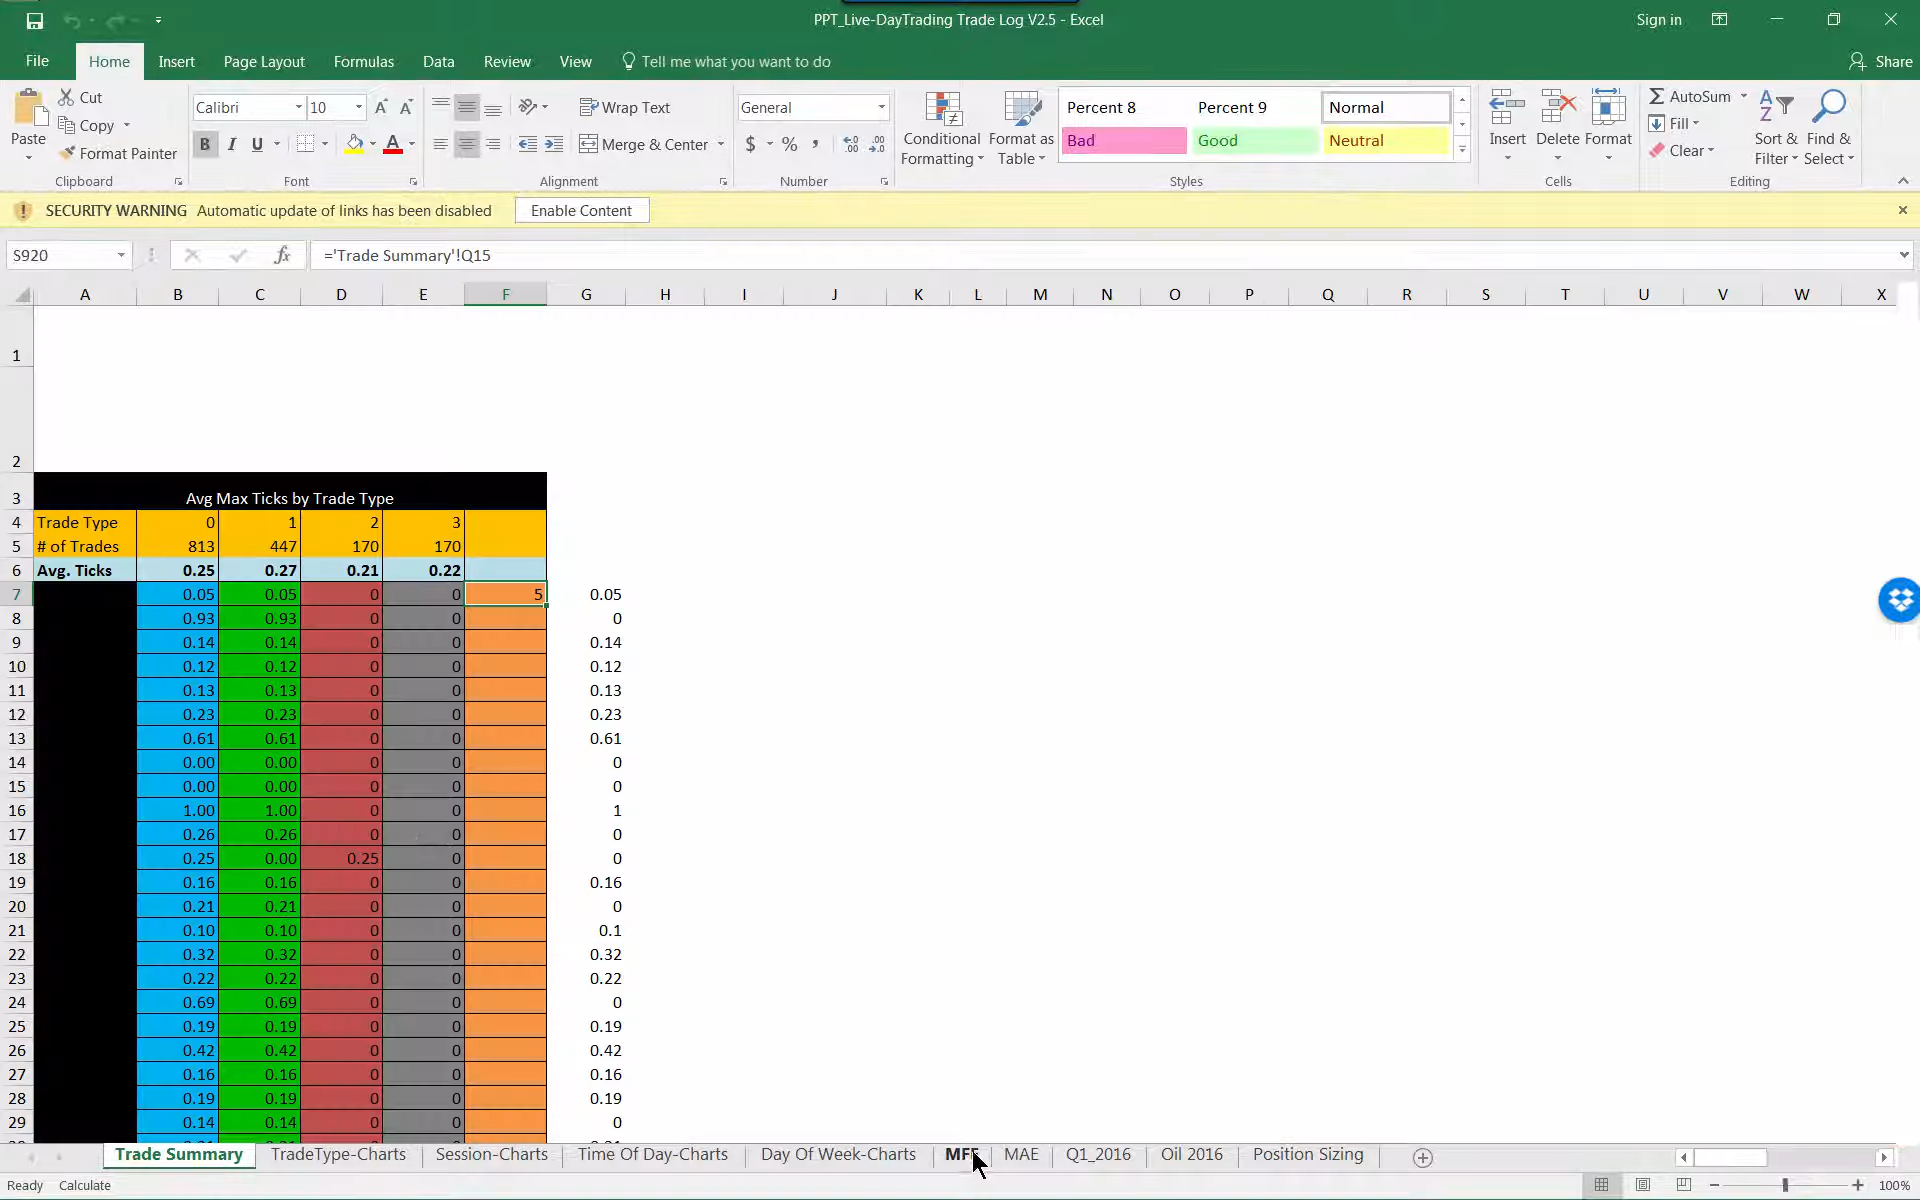 PPT_Live-DayTrading Trade Log V2.5 - Excel
Sign in
File Home Insert Page Layout Formulas Data Review View Tell me what you want to do Share
Paste Cut Copy Format Painter Clipboard
Calibri 10 A A B I U A Font
Wrap Text Merge & Center Alignment
General $ % , Number
Conditional Formatting Format as Table
Percent 8 Percent 9 Normal
Bad Good Neutral
Styles
Insert Delete Format Cells
AutoSum Fill Clear Sort & Filter Find & Select Editing
SECURITY WARNING Automatic update of links has been disabled Enable Content
S920 fx ='Trade Summary'!Q15
A B C D E F G H I J K L M N O P Q R S T U V W X
1
2
3 Avg Max Ticks by Trade Type
4 Trade Type 0 1 2 3
5 # of Trades 813 447 170 170
6 Avg. Ticks 0.25 0.27 0.21 0.22
7 0.05 0.05 0 0 5 0.05
8 0.93 0.93 0 0 0
9 0.14 0.14 0 0 0.14
10 0.12 0.12 0 0 0.12
11 0.13 0.13 0 0 0.13
12 0.23 0.23 0 0 0.23
13 0.61 0.61 0 0 0.61
14 0.00 0.00 0 0 0
15 0.00 0.00 0 0 0
16 1.00 1.00 0 0 1
17 0.26 0.26 0 0 0
18 0.25 0.00 0.25 0 0
19 0.16 0.16 0 0 0.16
20 0.21 0.21 0 0 0
21 0.10 0.10 0 0 0.1
22 0.32 0.32 0 0 0.32
23 0.22 0.22 0 0 0.22
24 0.69 0.69 0 0 0
25 0.19 0.19 0 0 0.19
26 0.42 0.42 0 0 0.42
27 0.16 0.16 0 0 0.16
28 0.19 0.19 0 0 0.19
29 0.14 0.14 0 0 0
Trade Summary TradeType-Charts Session-Charts Time Of Day-Charts Day Of Week-Charts MFE MAE Q1_2016 Oil 2016 Position Sizing
Ready Calculate 100%